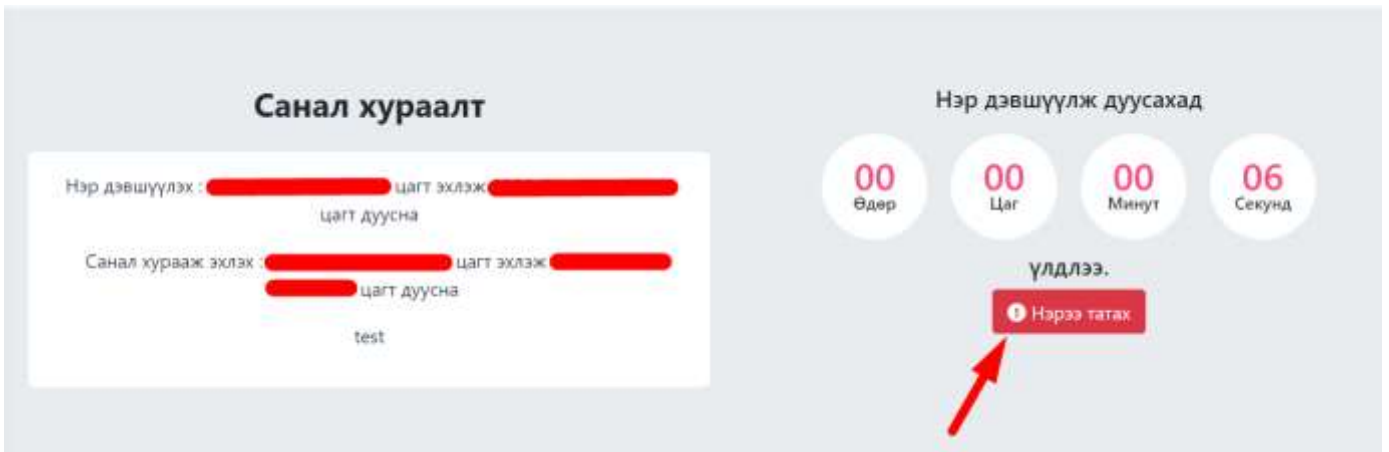 Санал хураалт
Нэр дэвшүүлэх : цагт эхлэж
цагт дуусна
Санал хурааж эхлэх : цагт эхлэж
цагт дуусна
test
Нэр дэвшүүлж дуусахад
00 00 00 06
Өдөр Цаг Минут Секунд
үлдлээ.
Нэрээ татах